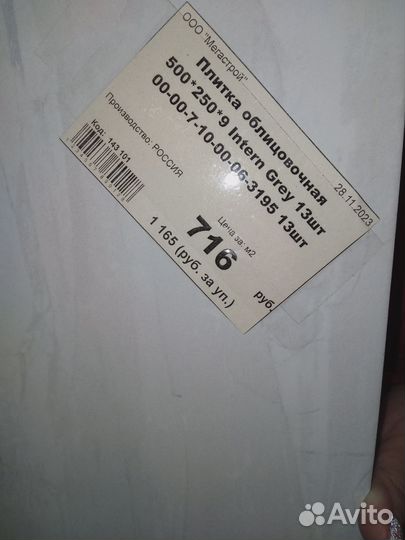 ООО "Мегастрой"
28.11.2023
Плитка облицовочная
500*250*9 Intern Grey 13шт
00-00-7-10-00-06-3195 13шт
Производство: РОССИЯ
Код: 143 101
Цена за: м2
716 руб.
1 165 (руб. за уп.)
Avito